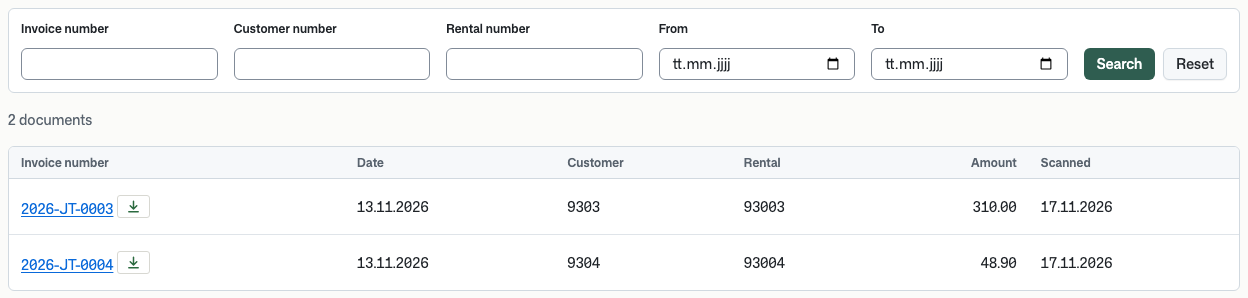 Invoice number Customer number Rental number From To
tt.mm.jjjj tt.mm.jjjj Search Reset
2 documents
Invoice number Date Customer Rental Amount Scanned
2026-JT-0003 13.11.2026 9303 93003 310.00 17.11.2026
2026-JT-0004 13.11.2026 9304 93004 48.90 17.11.2026